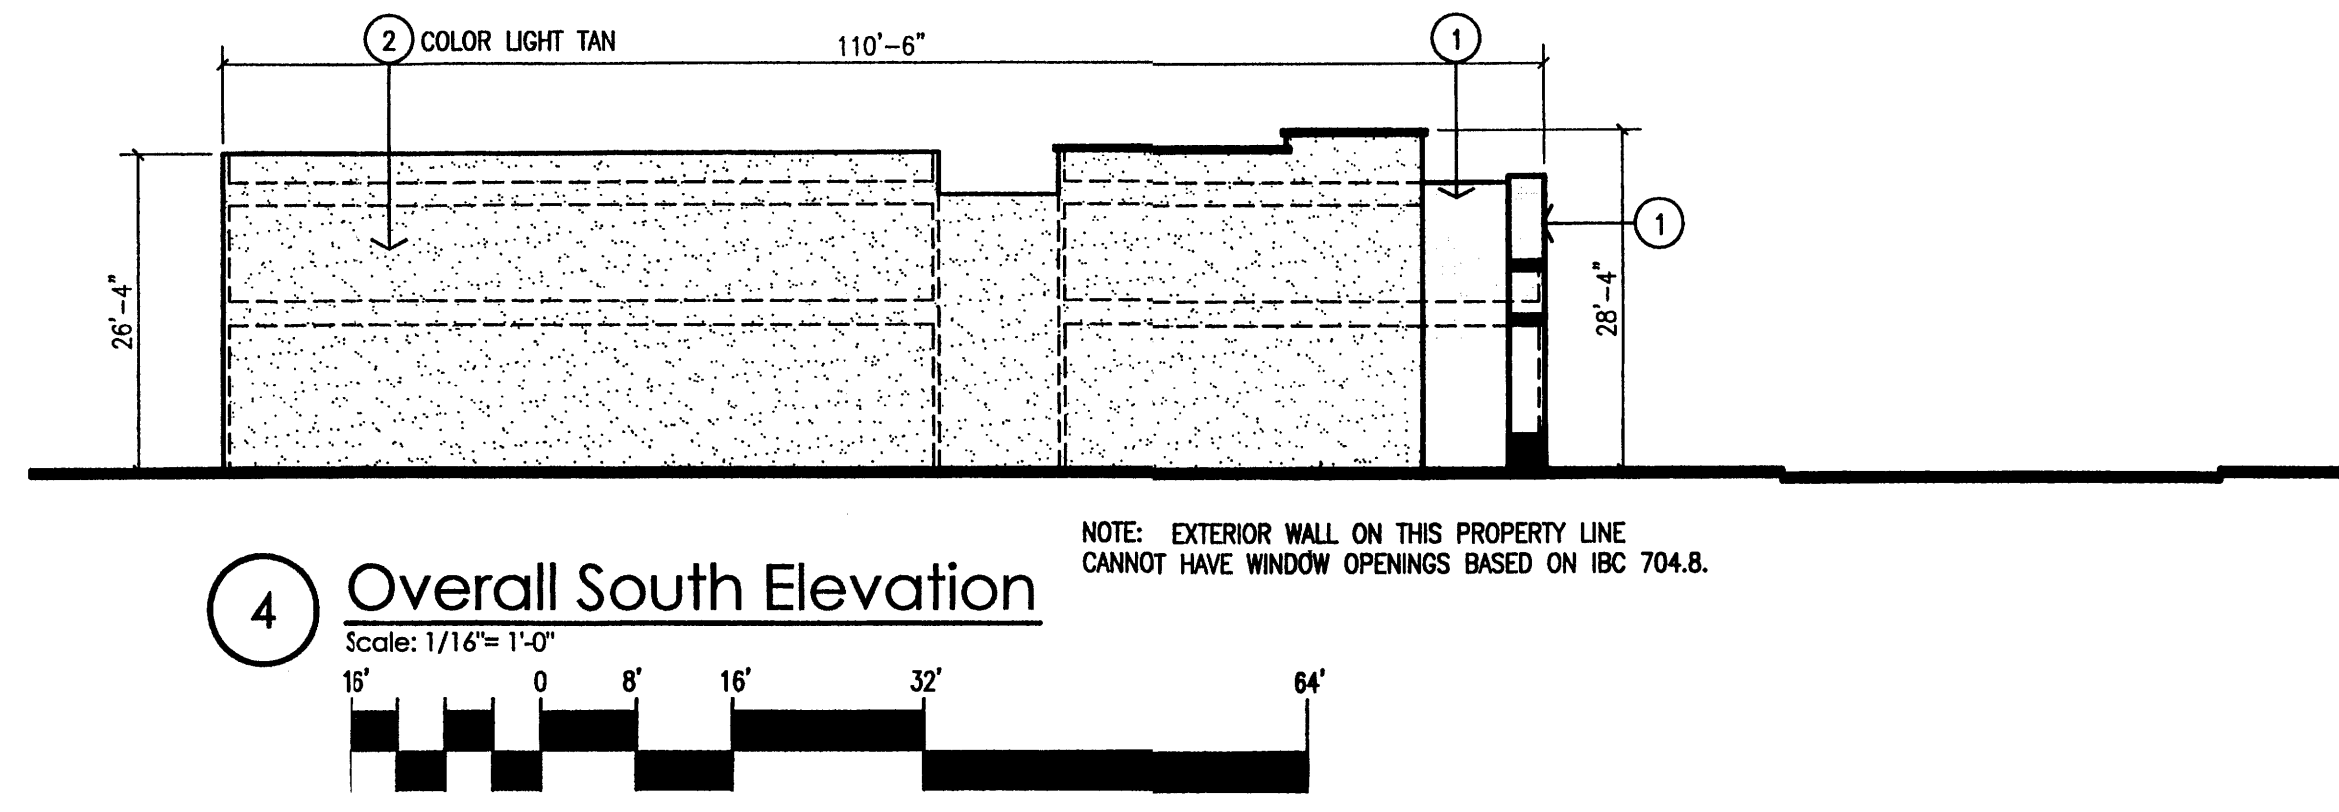 2 COLOR LIGHT TAN
110'-6"
1
1
26'-4"
28'-4"
NOTE: EXTERIOR WALL ON THIS PROPERTY LINE
CANNOT HAVE WINDOW OPENINGS BASED ON IBC 704.8.
4 Overall South Elevation
Scale: 1/16"= 1'-0"
16' 0 8' 16' 32' 64'